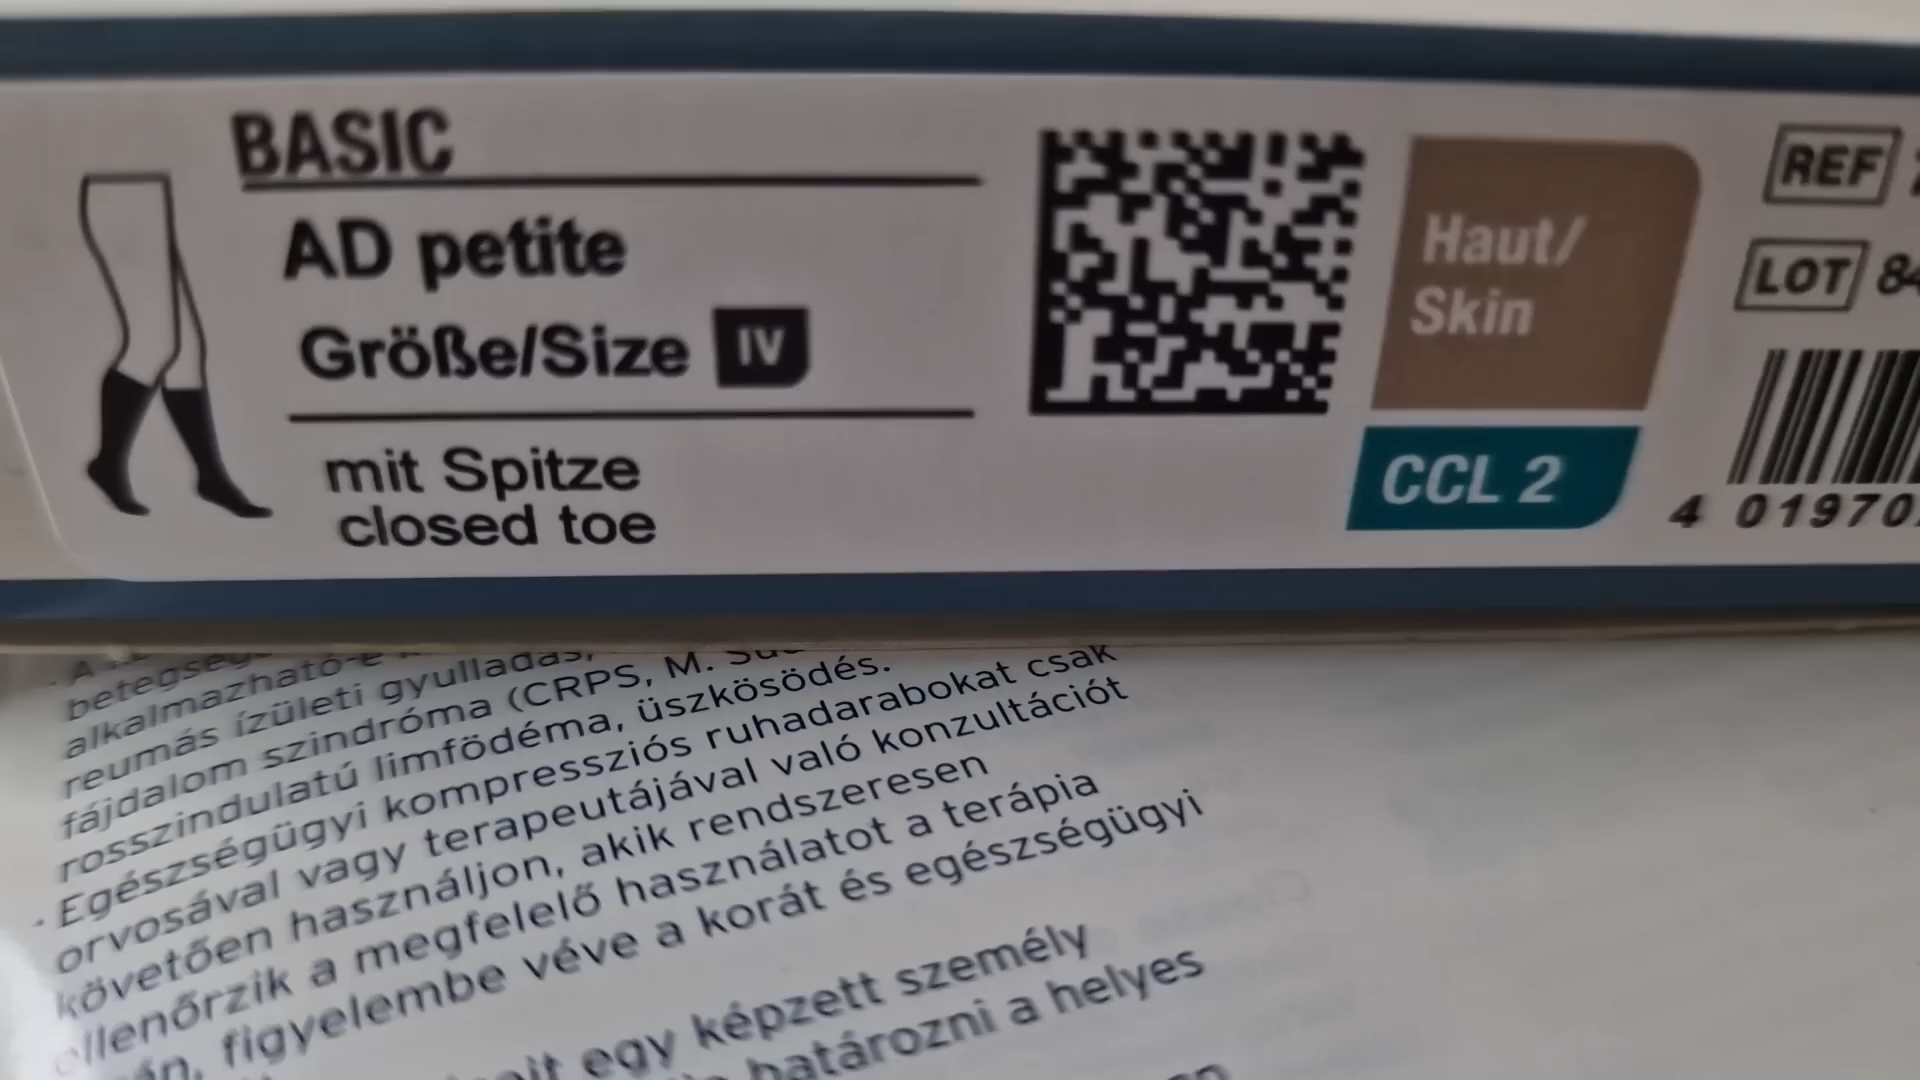 BASIC
AD petite
Größe/Size IV
mit Spitze
closed toe
Haut/
Skin
CCL 2
REF
LOT 84
4 01970
betegség
alkalmazható-e
reumás ízületi gyulladás,
fájdalom szindróma (CRPS, M.
rosszindulatú limfödéma, üszkösödés.
· Egészségügyi kompressziós ruhadarabokat csak
orvosával vagy terapeutájával való konzultációt
követően használjon, akik rendszeresen
ellenőrzik a megfelelő használatot a terápia
figyelembe véve a korát és egészségügyi
egy képzett személy
határozni a helyes